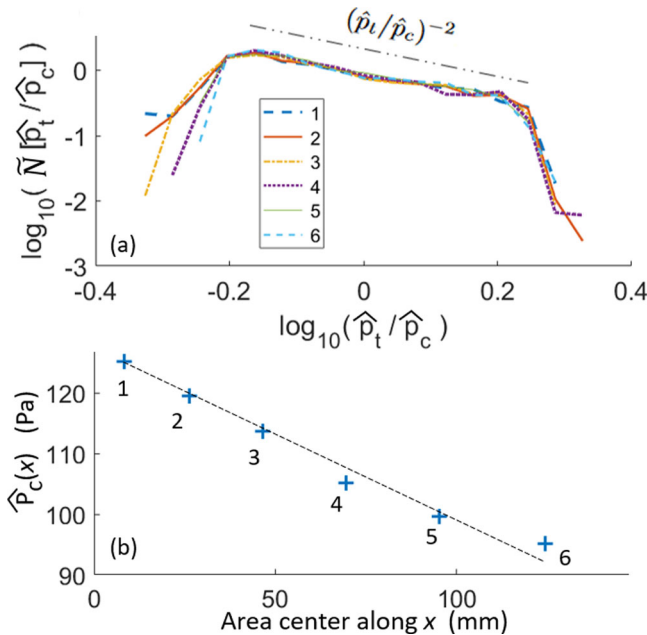 (p̂_l/p̂_c)^−2
log10( Ñ [p̂_t /p̂_c] )
0.0
-1
-2
-3
1
2
3
4
5
6
(a)
-0.4 -0.2 0 0.2 0.4
log10(p̂_t /p̂_c)
P̂_C(x) (Pa)
120
110
100
90
1
2
3
4
5
6
(b)
0 50 100
Area center along x (mm)